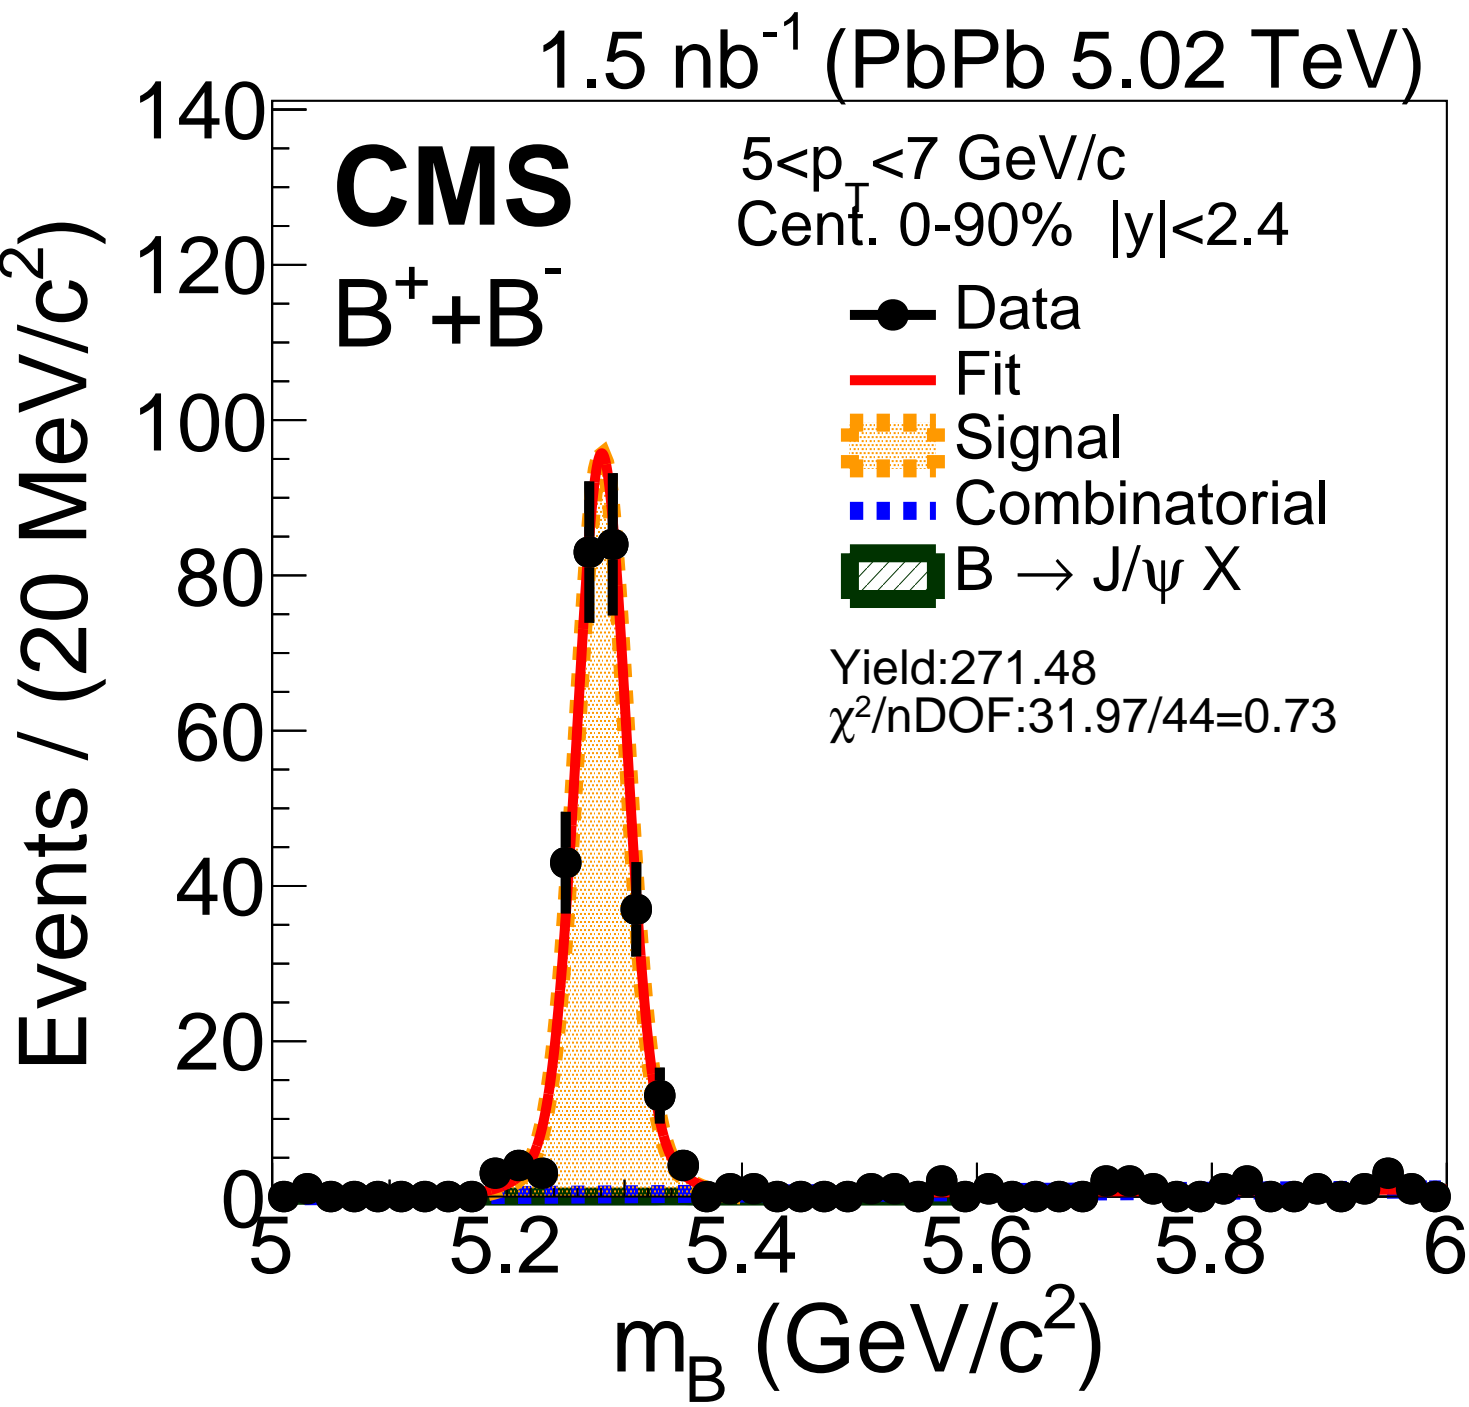 1.5 nb⁻¹ (PbPb 5.02 TeV)
CMS
B⁺+B⁻
5<p_T<7 GeV/c
Cent. 0-90% |y|<2.4
Data
Fit
Signal
Combinatorial
B → J/ψ X
Yield:271.48
χ²/nDOF:31.97/44=0.73
Events / (20 MeV/c²)
140
120
100
80
60
40
20
0
5 5.2 5.4 5.6 5.8 6
m_B (GeV/c²)